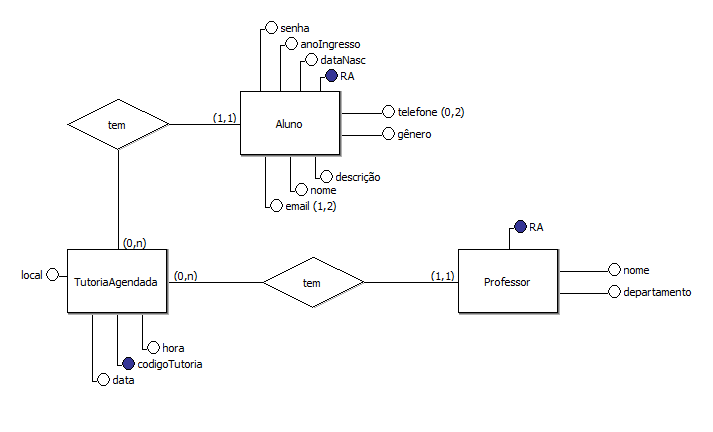 senha
anoIngresso
dataNasc
RA
tem
(1,1)
Aluno
telefone (0,2)
gênero
descrição
nome
email (1,2)
(0,n)
RA
local
TutoriaAgendada
(0,n)
tem
(1,1)
Professor
nome
departamento
hora
codigoTutoria
data